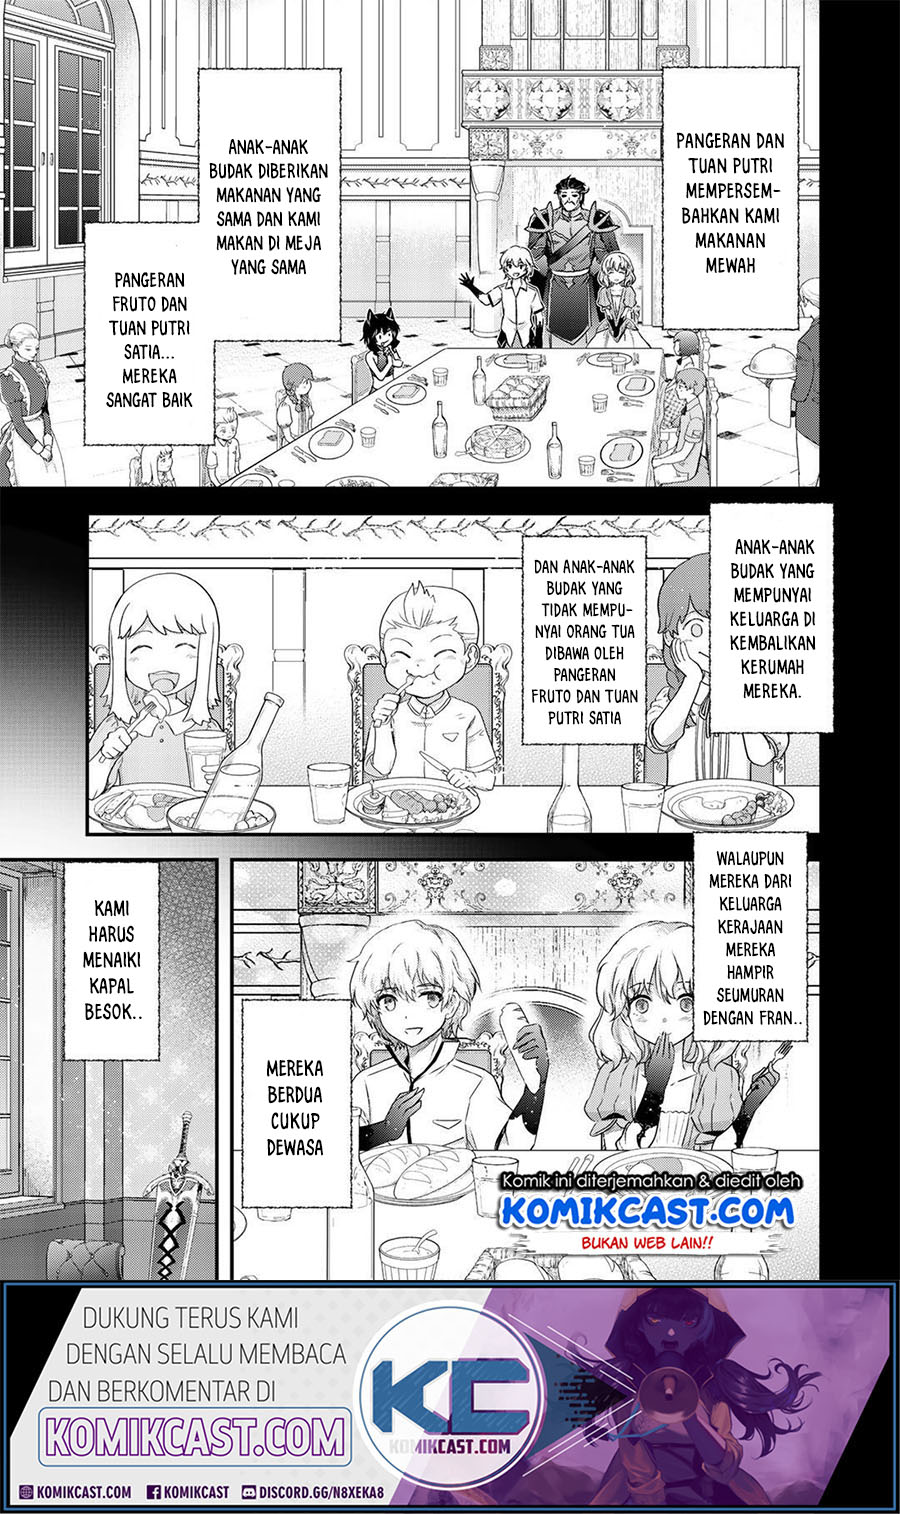 PANGERAN DAN
TUAN PUTRI
MEMPERSEM-
BAHKAN KAMI
MAKANAN
MEWAH
ANAK-ANAK
BUDAK DIBERIKAN
MAKANAN YANG
SAMA DAN KAMI
MAKAN DI MEJA
YANG SAMA
PANGERAN
FRUTO DAN
TUAN PUTRI
SATIA...
MEREKA
SANGAT BAIK
ANAK-ANAK
BUDAK YANG
MEMPUNYAI
KELUARGA DI
KEMBALIKAN
KERUMAH
MEREKA.
DAN ANAK-ANAK
BUDAK YANG
TIDAK MEMPU-
NYAI ORANG TUA
DIBAWA OLEH
PANGERAN
FRUTO DAN TUAN
PUTRI SATIA
WALAUPUN
MEREKA DARI
KELUARGA
KERAJAAN
MEREKA
HAMPIR
SEUMURAN
DENGAN FRAN..
MEREKA
BERDUA
CUKUP
DEWASA
KAMI
HARUS
MENAIKI
KAPAL
BESOK..
Komik ini diterjemahkan & diedit oleh
KOMIKCAST.COM
BUKAN WEB LAIN!!
DUKUNG TERUS KAMI
DENGAN SELALU MEMBACA
DAN BERKOMENTAR DI
KOMIKCAST.COM
KC
KOMIKCAST.COM
KOMIKCAST.COM KOMIKCAST DISCORD.GG/N8XEKA8